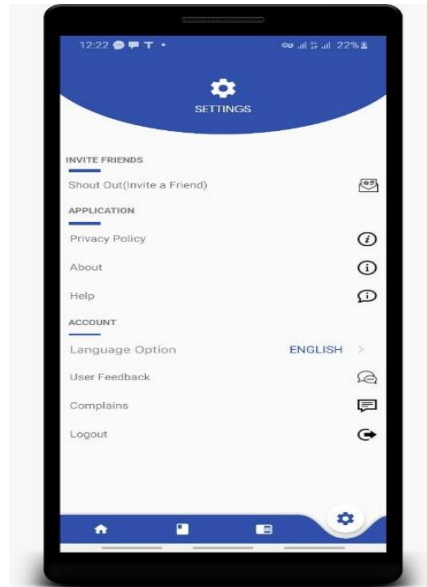 12:22 T 22%
SETTINGS
INVITE FRIENDS
Shout Out(Invite a Friend)
APPLICATION
Privacy Policy
About
Help
ACCOUNT
Language Option ENGLISH >
User Feedback
Complains
Logout